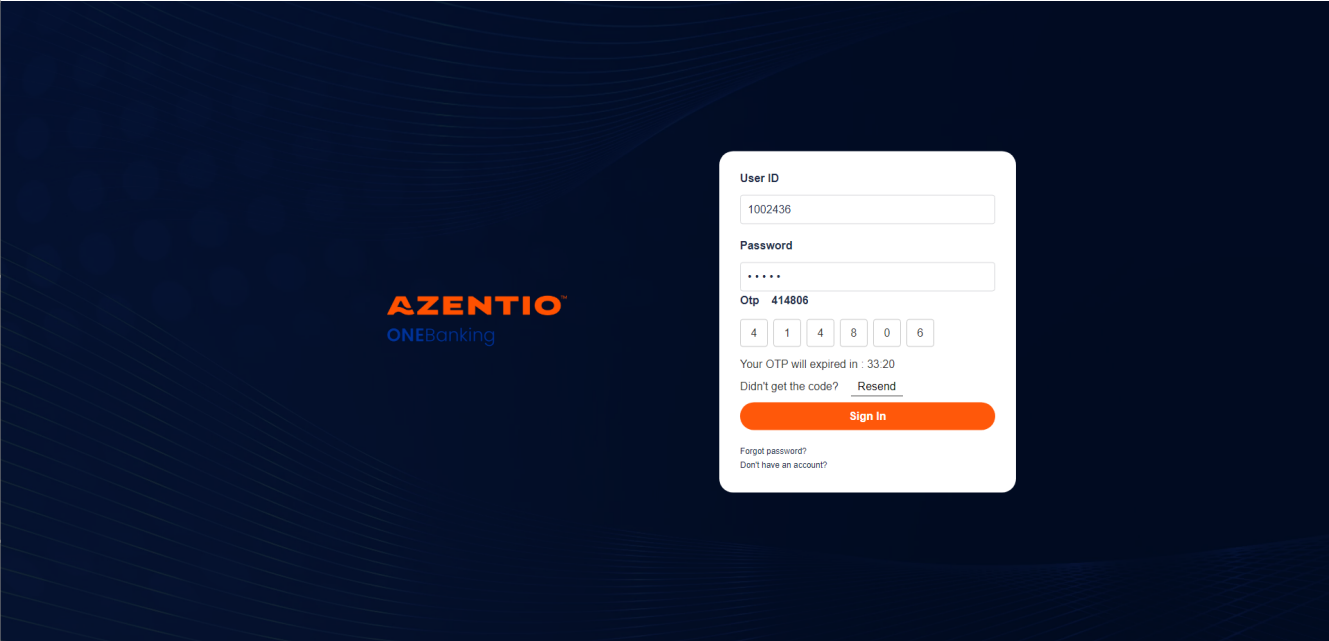 AZENTIO™
ONEBanking
User ID
1002436
Password
•••••
Otp 414806
4 1 4 8 0 6
Your OTP will expired in : 33:20
Didn't get the code? Resend
Sign In
Forgot password?
Don't have an account?